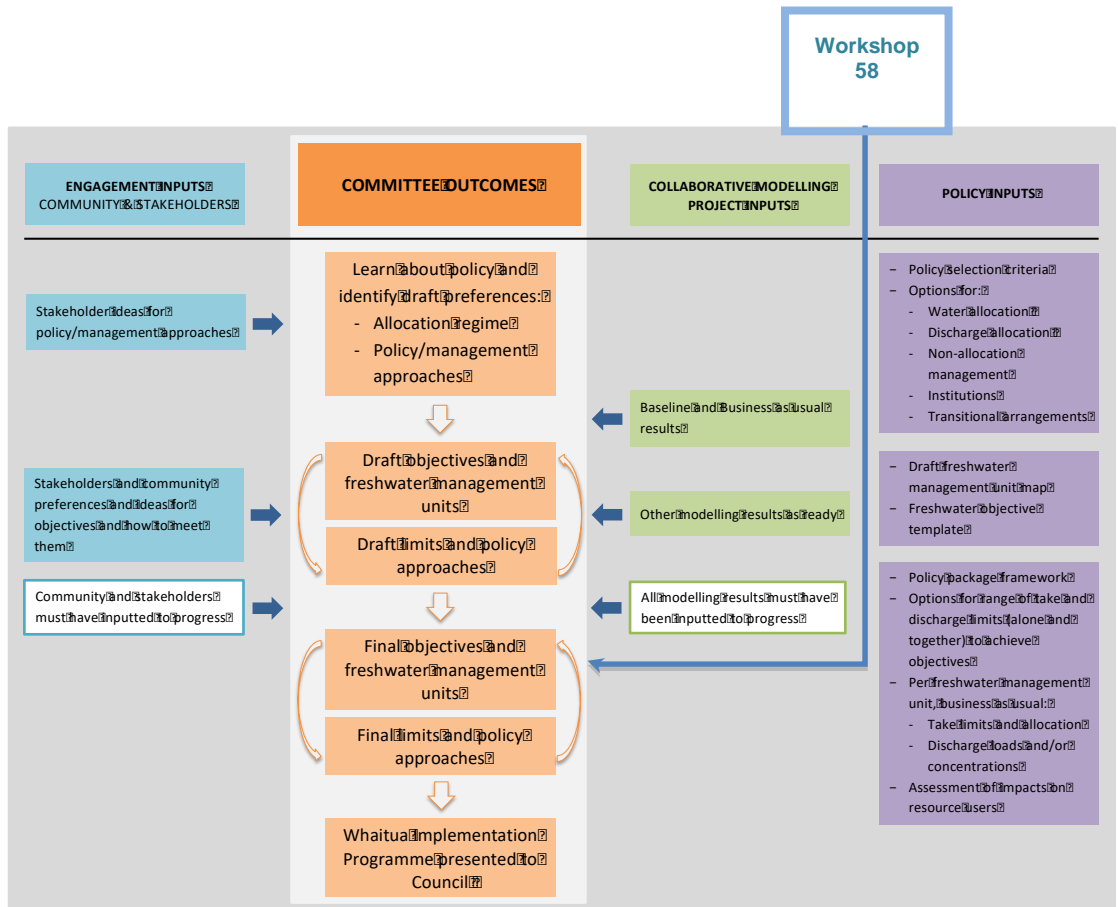 Workshop
58
ENGAGEMENT INPUTS
COMMUNITY & STAKEHOLDERS
COMMITTEE OUTCOMES
COLLABORATIVE MODELLING
PROJECT INPUTS
POLICY INPUTS
Stakeholder ideas for
policy/management approaches
Stakeholders and community
preferences and ideas for
objectives and how to meet
them
Community and stakeholders
must have inputted to progress
Learn about policy and
identify draft preferences:
- Allocation regime
- Policy/management
approaches
Draft objectives and
freshwater management
units
Draft limits and policy
approaches
Final objectives and
freshwater management
units
Final limits and policy
approaches
Whaitua Implementation
Programme presented to
Council
Baseline and Business as usual
results
Other modelling results as ready
All modelling results must have
been inputted to progress
– Policy selection criteria
– Options for:
- Water allocation
- Discharge allocation
- Non-allocation
management
- Institutions
- Transitional arrangements
– Draft freshwater
management unit map
– Freshwater objective
template
– Policy package framework
– Options for range of take and
discharge limits (alone and
together) to achieve
objectives
– Per freshwater management
unit, business as usual:
- Take limits and allocation
- Discharge loads and/or
concentrations
– Assessment of impacts on
resource users